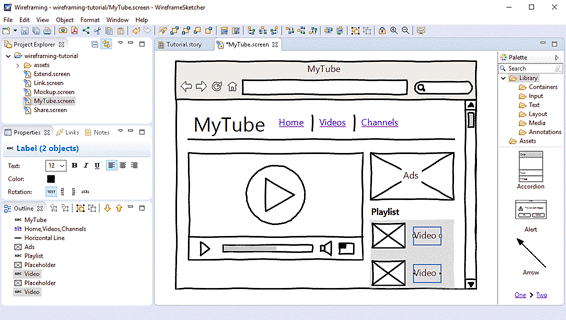 Wireframing - wireframing-tutorial/MyTube.screen - WireframeSketcher
File Edit View Object Format Window Help
Project Explorer
wireframing-tutorial
assets
Extend.screen
Link.screen
Mockup.screen
MyTube.screen
Share.screen
Properties Links Notes
Label (2 objects)
Text: 12 B I U
Color:
Rotation: TEXT
Outline
MyTube
Home,Videos,Channels
Horizontal Line
Ads
Playlist
Placeholder
Video
Placeholder
Video
Tutorial.story *MyTube.screen
MyTube
MyTube Home Videos Channels
Ads
Playlist
Video
Video
Palette
Search
Library
Containers
Input
Text
Layout
Media
Annotations
Assets
Accordion
Alert
Arrow
One > Two